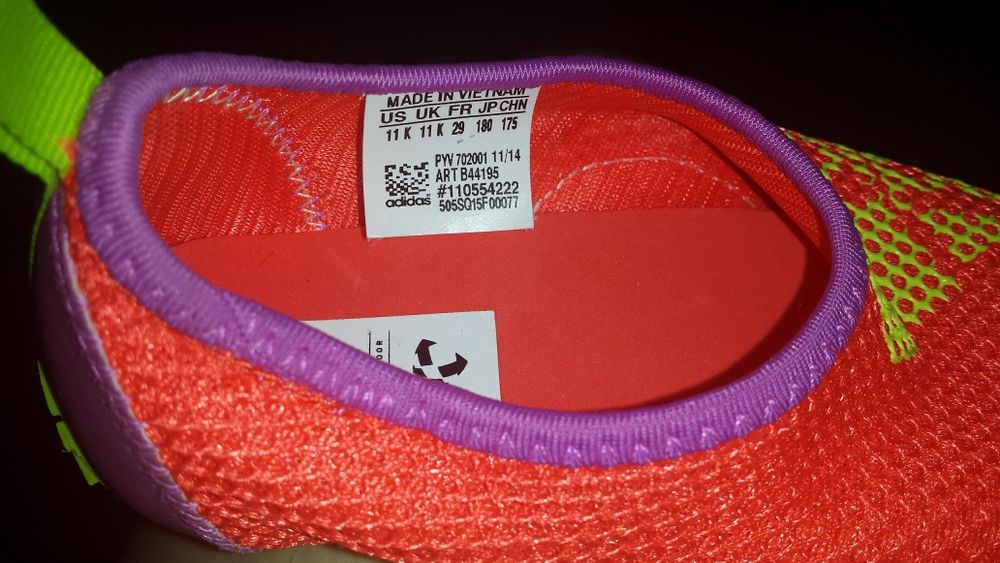 MADE IN VIETNAM
US UK FR JP CHN
11 K 11 K 29 180 175
PYV 702001 11/14
ART B44195
#110554222
adidas 505SQ15F00077